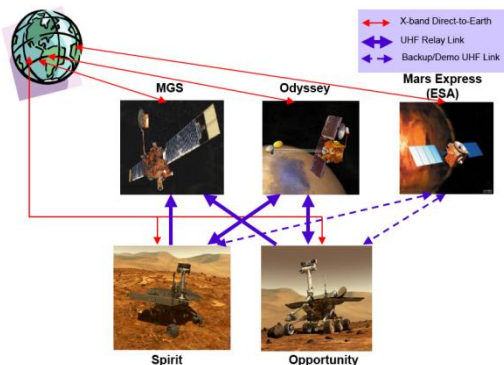 X-band Direct-to-Earth
UHF Relay Link
Backup/Demo UHF Link
MGS
Odyssey
Mars Express
(ESA)
Spirit
Opportunity